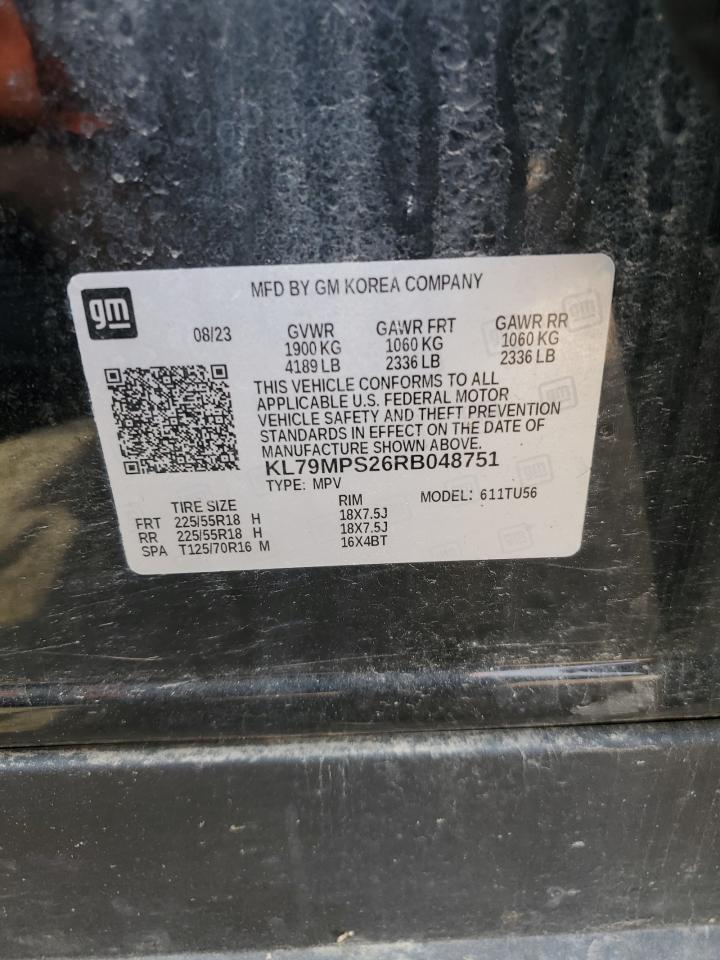 gm
MFD BY GM KOREA COMPANY
08/23 GVWR GAWR FRT GAWR RR
1900 KG 1060 KG 1060 KG
4189 LB 2336 LB 2336 LB
THIS VEHICLE CONFORMS TO ALL
APPLICABLE U.S. FEDERAL MOTOR
VEHICLE SAFETY AND THEFT PREVENTION
STANDARDS IN EFFECT ON THE DATE OF
MANUFACTURE SHOWN ABOVE.
KL79MPS26RB048751
TYPE: MPV MODEL: 611TU56
TIRE SIZE RIM
FRT 225/55R18 H 18X7.5J
RR 225/55R18 H 18X7.5J
SPA T125/70R16 M 16X4BT